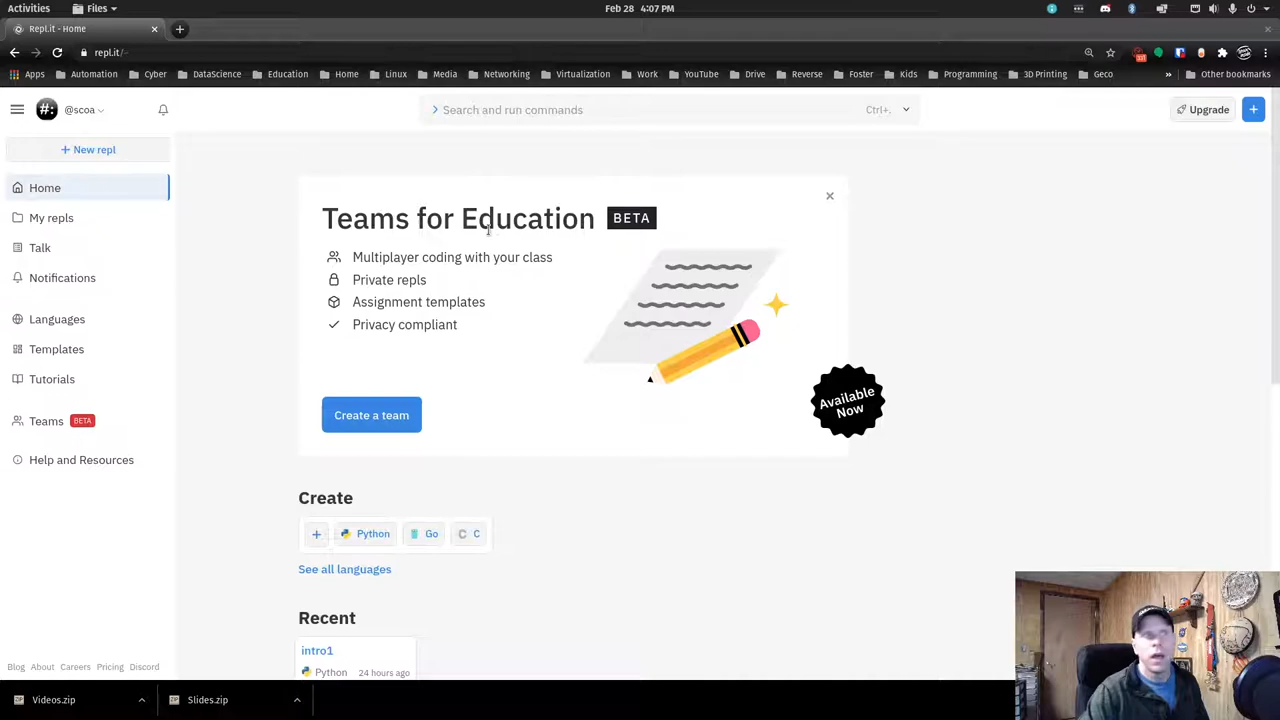 Activities
Files
Feb 28 4:07 PM
Repl.it - Home
repl.it/~
Apps
Automation
Cyber
DataScience
Education
Home
Linux
Media
Networking
Virtualization
Work
YouTube
Drive
Reverse
Foster
Kids
Programming
3D Printing
Geco
»
Other bookmarks
#:
@scoa
Search and run commands
Ctrl+.
Upgrade
+
+ New repl
Home
My repls
Talk
Notifications
Languages
Templates
Tutorials
Teams BETA
Help and Resources
Teams for Education BETA
Multiplayer coding with your class
Private repls
Assignment templates
Privacy compliant
Create a team
Available
Now
Create
+
Python
Go
C
See all languages
Recent
intro1
Python
24 hours ago
Blog About Careers Pricing Discord
Videos.zip
Slides.zip